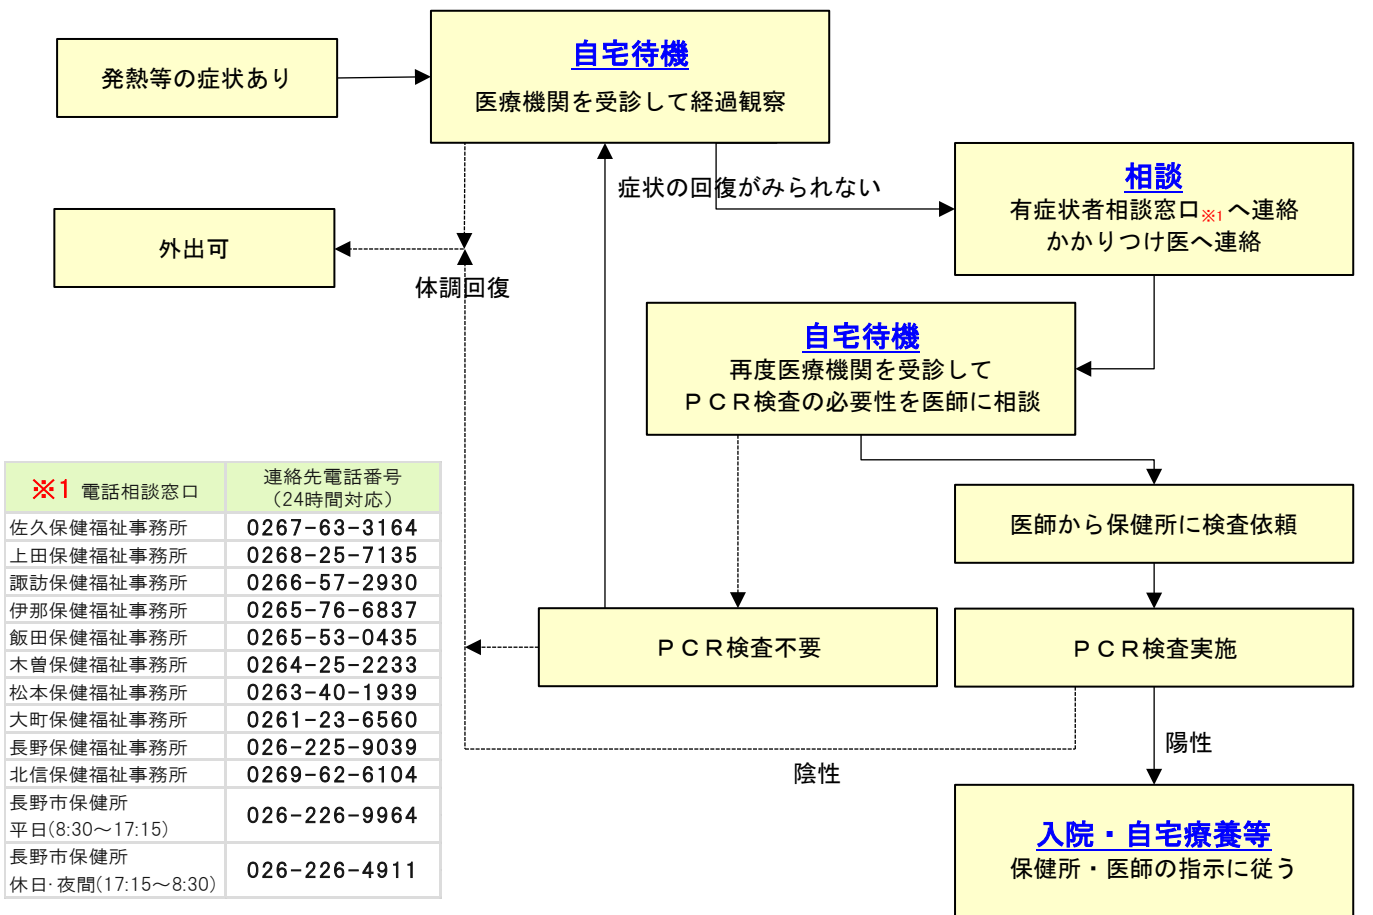 発熱等の症状あり
自宅待機
医療機関を受診して経過観察
症状の回復がみられない
相談
有症状者相談窓口※1 へ連絡
かかりつけ医へ連絡
外出可
体調回復
自宅待機
再度医療機関を受診して
ＰＣＲ検査の必要性を医師に相談
医師から保健所に検査依頼
ＰＣＲ検査不要
ＰＣＲ検査実施
陰性
陽性
入院・自宅療養等
保健所・医師の指示に従う
※1 電話相談窓口
連絡先電話番号
（24時間対応）
佐久保健福祉事務所 0267-63-3164
上田保健福祉事務所 0268-25-7135
諏訪保健福祉事務所 0266-57-2930
伊那保健福祉事務所 0265-76-6837
飯田保健福祉事務所 0265-53-0435
木曽保健福祉事務所 0264-25-2233
松本保健福祉事務所 0263-40-1939
大町保健福祉事務所 0261-23-6560
長野保健福祉事務所 026-225-9039
北信保健福祉事務所 0269-62-6104
長野市保健所
平日(8:30～17:15)
026-226-9964
長野市保健所
休日･夜間(17:15～8:30)
026-226-4911